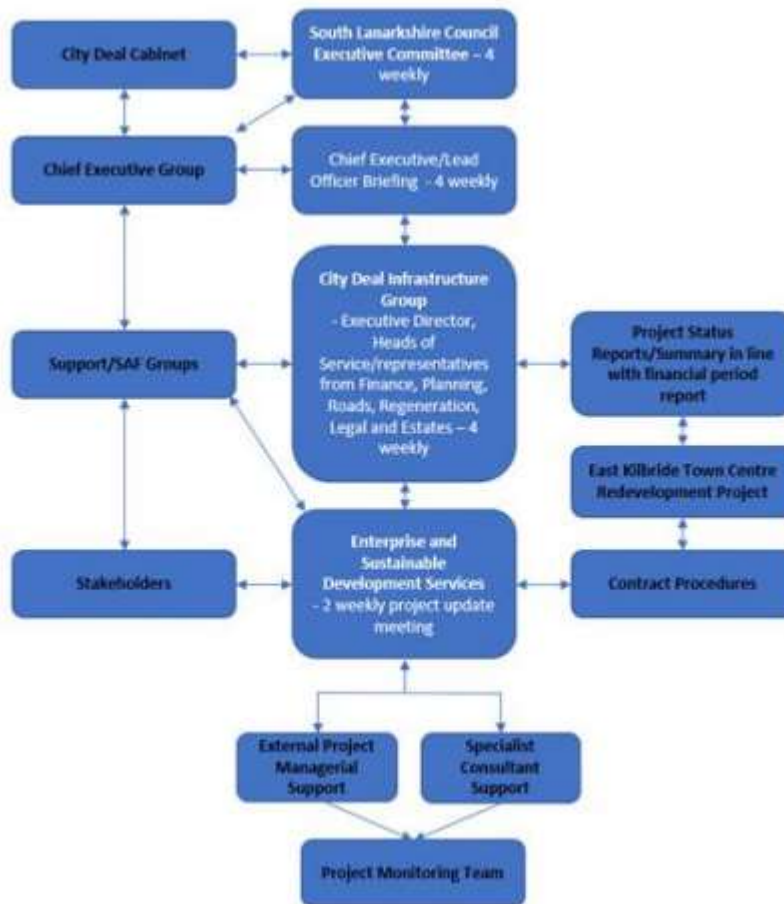 City Deal Cabinet
South Lanarkshire Council
Executive Committee – 4
weekly
Chief Executive Group
Chief Executive/Lead
Officer Briefing - 4 weekly
City Deal Infrastructure
Group
- Executive Director,
Heads of
Service/representatives
from Finance, Planning,
Roads, Regeneration,
Legal and Estates – 4
weekly
Support/SAF Groups
Project Status
Reports/Summary in line
with financial period
report
East Kilbride Town Centre
Redevelopment Project
Stakeholders
Enterprise and
Sustainable
Development Services
- 2 weekly project update
meeting
Contract Procedures
External Project
Managerial
Support
Specialist
Consultant
Support
Project Monitoring Team